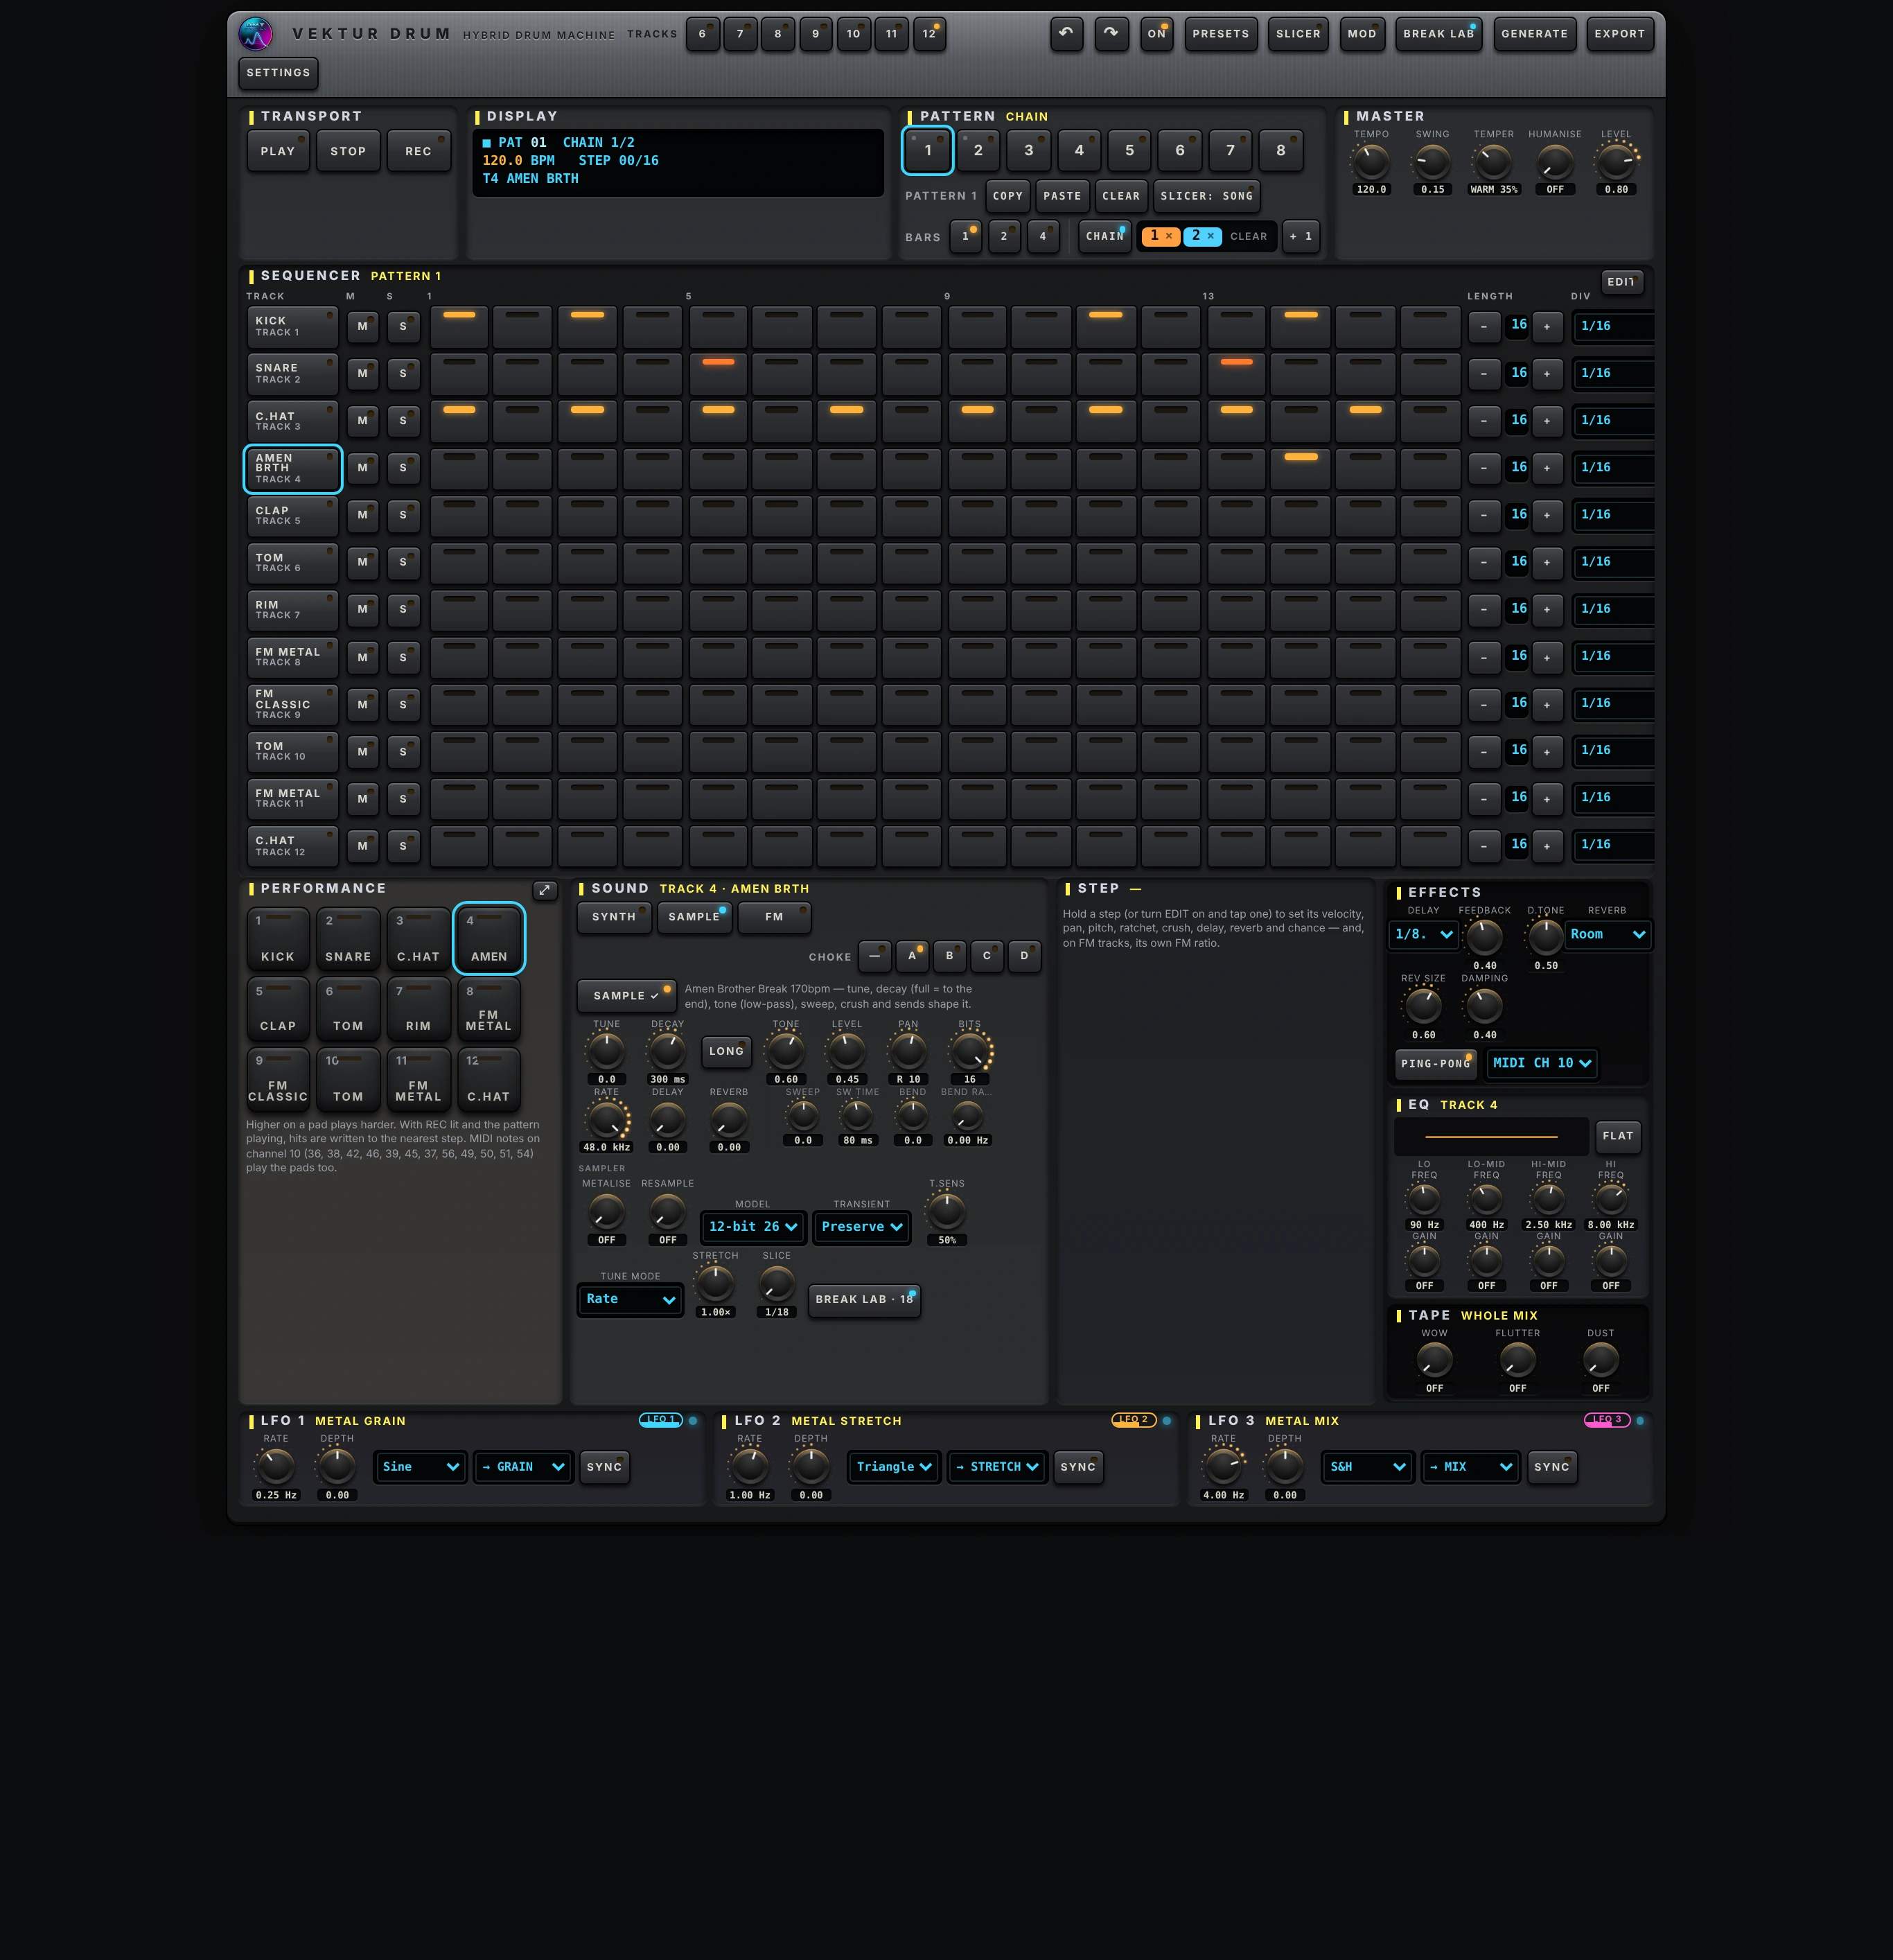 VEKTUR DRUM HYBRID DRUM MACHINE TRACKS 6 7 8 9 10 11 12 ↶ ↷ ON PRESETS SLICER MOD BREAK LAB GENERATE EXPORT
SETTINGS
TRANSPORT
PLAY STOP REC
DISPLAY
■ PAT 01 CHAIN 1/2
120.0 BPM STEP 00/16
T4 AMEN BRTH
PATTERN CHAIN
1 2 3 4 5 6 7 8
PATTERN 1 COPY PASTE CLEAR SLICER: SONG
BARS 1 2 4 CHAIN 1 × 2 × CLEAR + 1
MASTER
TEMPO SWING TEMPER HUMANISE LEVEL
120.0 0.15 WARM 35% OFF 0.80
SEQUENCER PATTERN 1 EDIT
TRACK M S 1 5 9 13 LENGTH DIV
KICK
TRACK 1 M S − 16 + 1/16
SNARE
TRACK 2 M S − 16 + 1/16
C.HAT
TRACK 3 M S − 16 + 1/16
AMEN
BRTH
TRACK 4 M S − 16 + 1/16
CLAP
TRACK 5 M S − 16 + 1/16
TOM
TRACK 6 M S − 16 + 1/16
RIM
TRACK 7 M S − 16 + 1/16
FM METAL
TRACK 8 M S − 16 + 1/16
FM
CLASSIC
TRACK 9 M S − 16 + 1/16
TOM
TRACK 10 M S − 16 + 1/16
FM METAL
TRACK 11 M S − 16 + 1/16
C.HAT
TRACK 12 M S − 16 + 1/16
PERFORMANCE
1 KICK 2 SNARE 3 C.HAT 4 AMEN
5 CLAP 6 TOM 7 RIM 8 FM METAL
9 FM CLASSIC 10 TOM 11 FM METAL 12 C.HAT
Higher on a pad plays harder. With REC lit and the pattern
playing, hits are written to the nearest step. MIDI notes on
channel 10 (36, 38, 42, 46, 39, 45, 37, 56, 49, 50, 51, 54)
play the pads too.
SOUND TRACK 4 · AMEN BRTH
SYNTH SAMPLE FM
CHOKE — A B C D
SAMPLE ✓
Amen Brother Break 170bpm — tune, decay (full = to the
end), tone (low-pass), sweep, crush and sends shape it.
TUNE DECAY TONE LEVEL PAN BITS
LONG
0.0 300 ms 0.60 0.45 R 10 16
RATE DELAY REVERB SWEEP SW TIME BEND BEND RA…
48.0 kHz 0.00 0.00 0.0 80 ms 0.0 0.00 Hz
SAMPLER
METALISE RESAMPLE MODEL TRANSIENT T.SENS
12-bit 26 Preserve
OFF OFF 50%
TUNE MODE STRETCH SLICE
Rate BREAK LAB · 18
1.00× 1/18
STEP —
Hold a step (or turn EDIT on and tap one) to set its velocity,
pan, pitch, ratchet, crush, delay, reverb and chance — and,
on FM tracks, its own FM ratio.
EFFECTS
DELAY FEEDBACK D.TONE REVERB
1/8. Room
0.40 0.50
REV SIZE DAMPING
0.60 0.40
PING-PONG MIDI CH 10
EQ TRACK 4
FLAT
LO FREQ LO-MID FREQ HI-MID FREQ HI FREQ
90 Hz 400 Hz 2.50 kHz 8.00 kHz
GAIN GAIN GAIN GAIN
OFF OFF OFF OFF
TAPE WHOLE MIX
WOW FLUTTER DUST
OFF OFF OFF
LFO 1 METAL GRAIN LFO 1
RATE DEPTH
Sine → GRAIN SYNC
0.25 Hz 0.00
LFO 2 METAL STRETCH LFO 2
RATE DEPTH
Triangle → STRETCH SYNC
1.00 Hz 0.00
LFO 3 METAL MIX LFO 3
RATE DEPTH
S&H → MIX SYNC
4.00 Hz 0.00